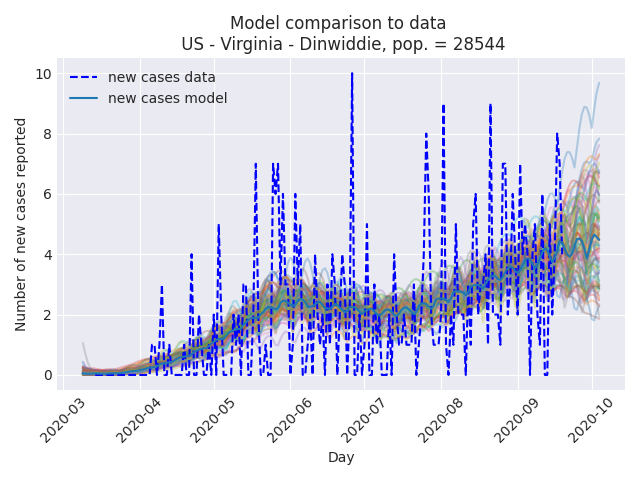 Model comparison to data
US - Virginia - Dinwiddie, pop. = 28544
new cases data
new cases model
Number of new cases reported
10
8
6
4
2
0
2020-03
2020-04
2020-05
2020-06
2020-07
2020-08
2020-09
2020-10
Day